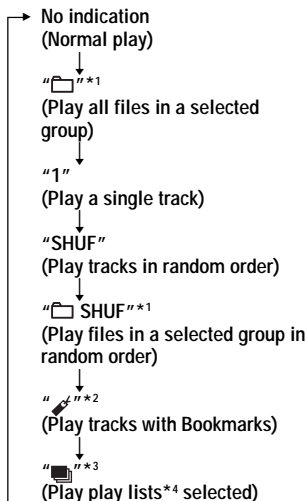 No indication
(Normal play)
“ ”*1
(Play all files in a selected
group)
“1”
(Play a single track)
“SHUF”
(Play tracks in random order)
“ SHUF”*1
(Play files in a selected group in
random order)
“ ”*2
(Play tracks with Bookmarks)
“ ”*3
(Play play lists*4 selected)